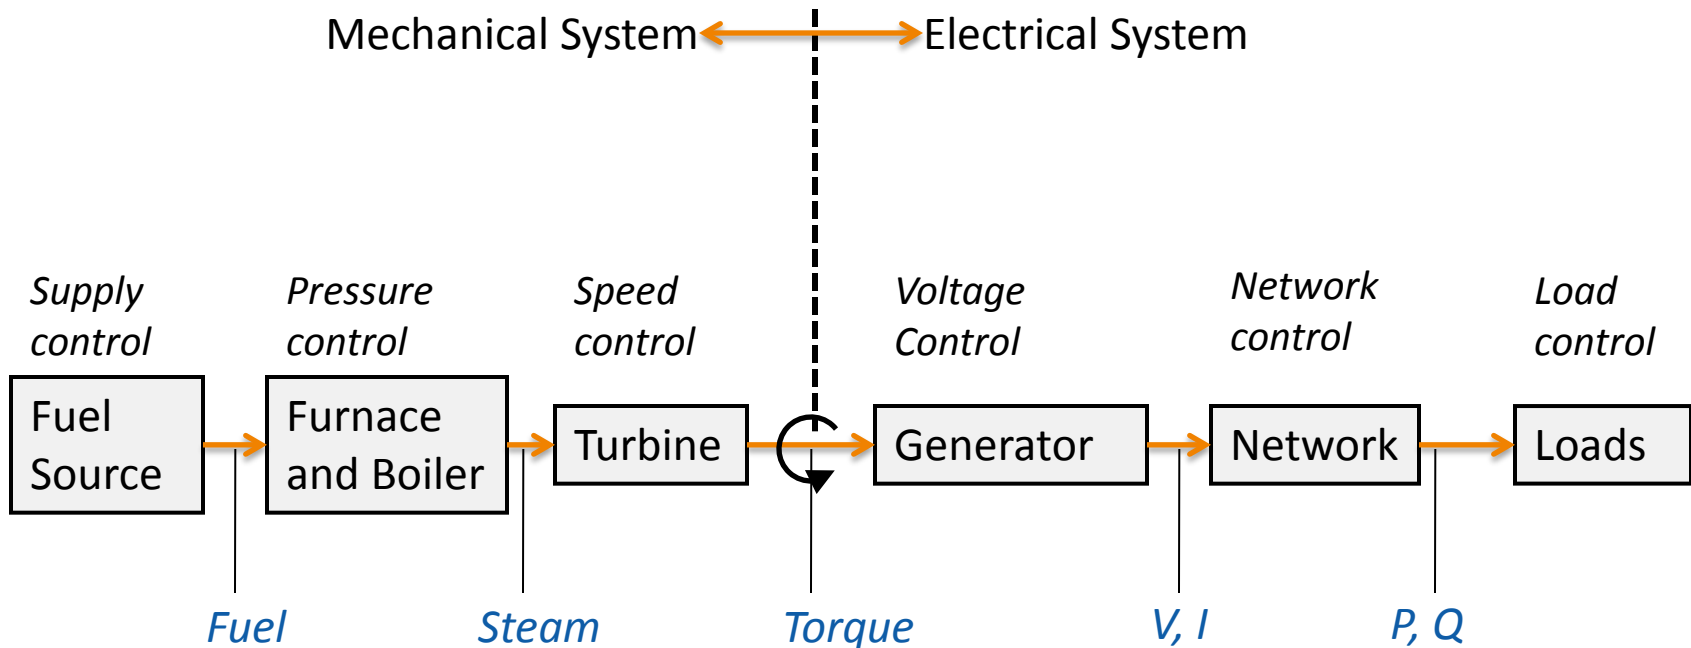 Mechanical System
Electrical System
Supply
control
Pressure
control
Speed
control
Voltage
Control
Network
control
Load
control
Fuel
Source
Furnace
and Boiler
Turbine
Generator
Network
Loads
Fuel
Steam
Torque
V, I
P, Q